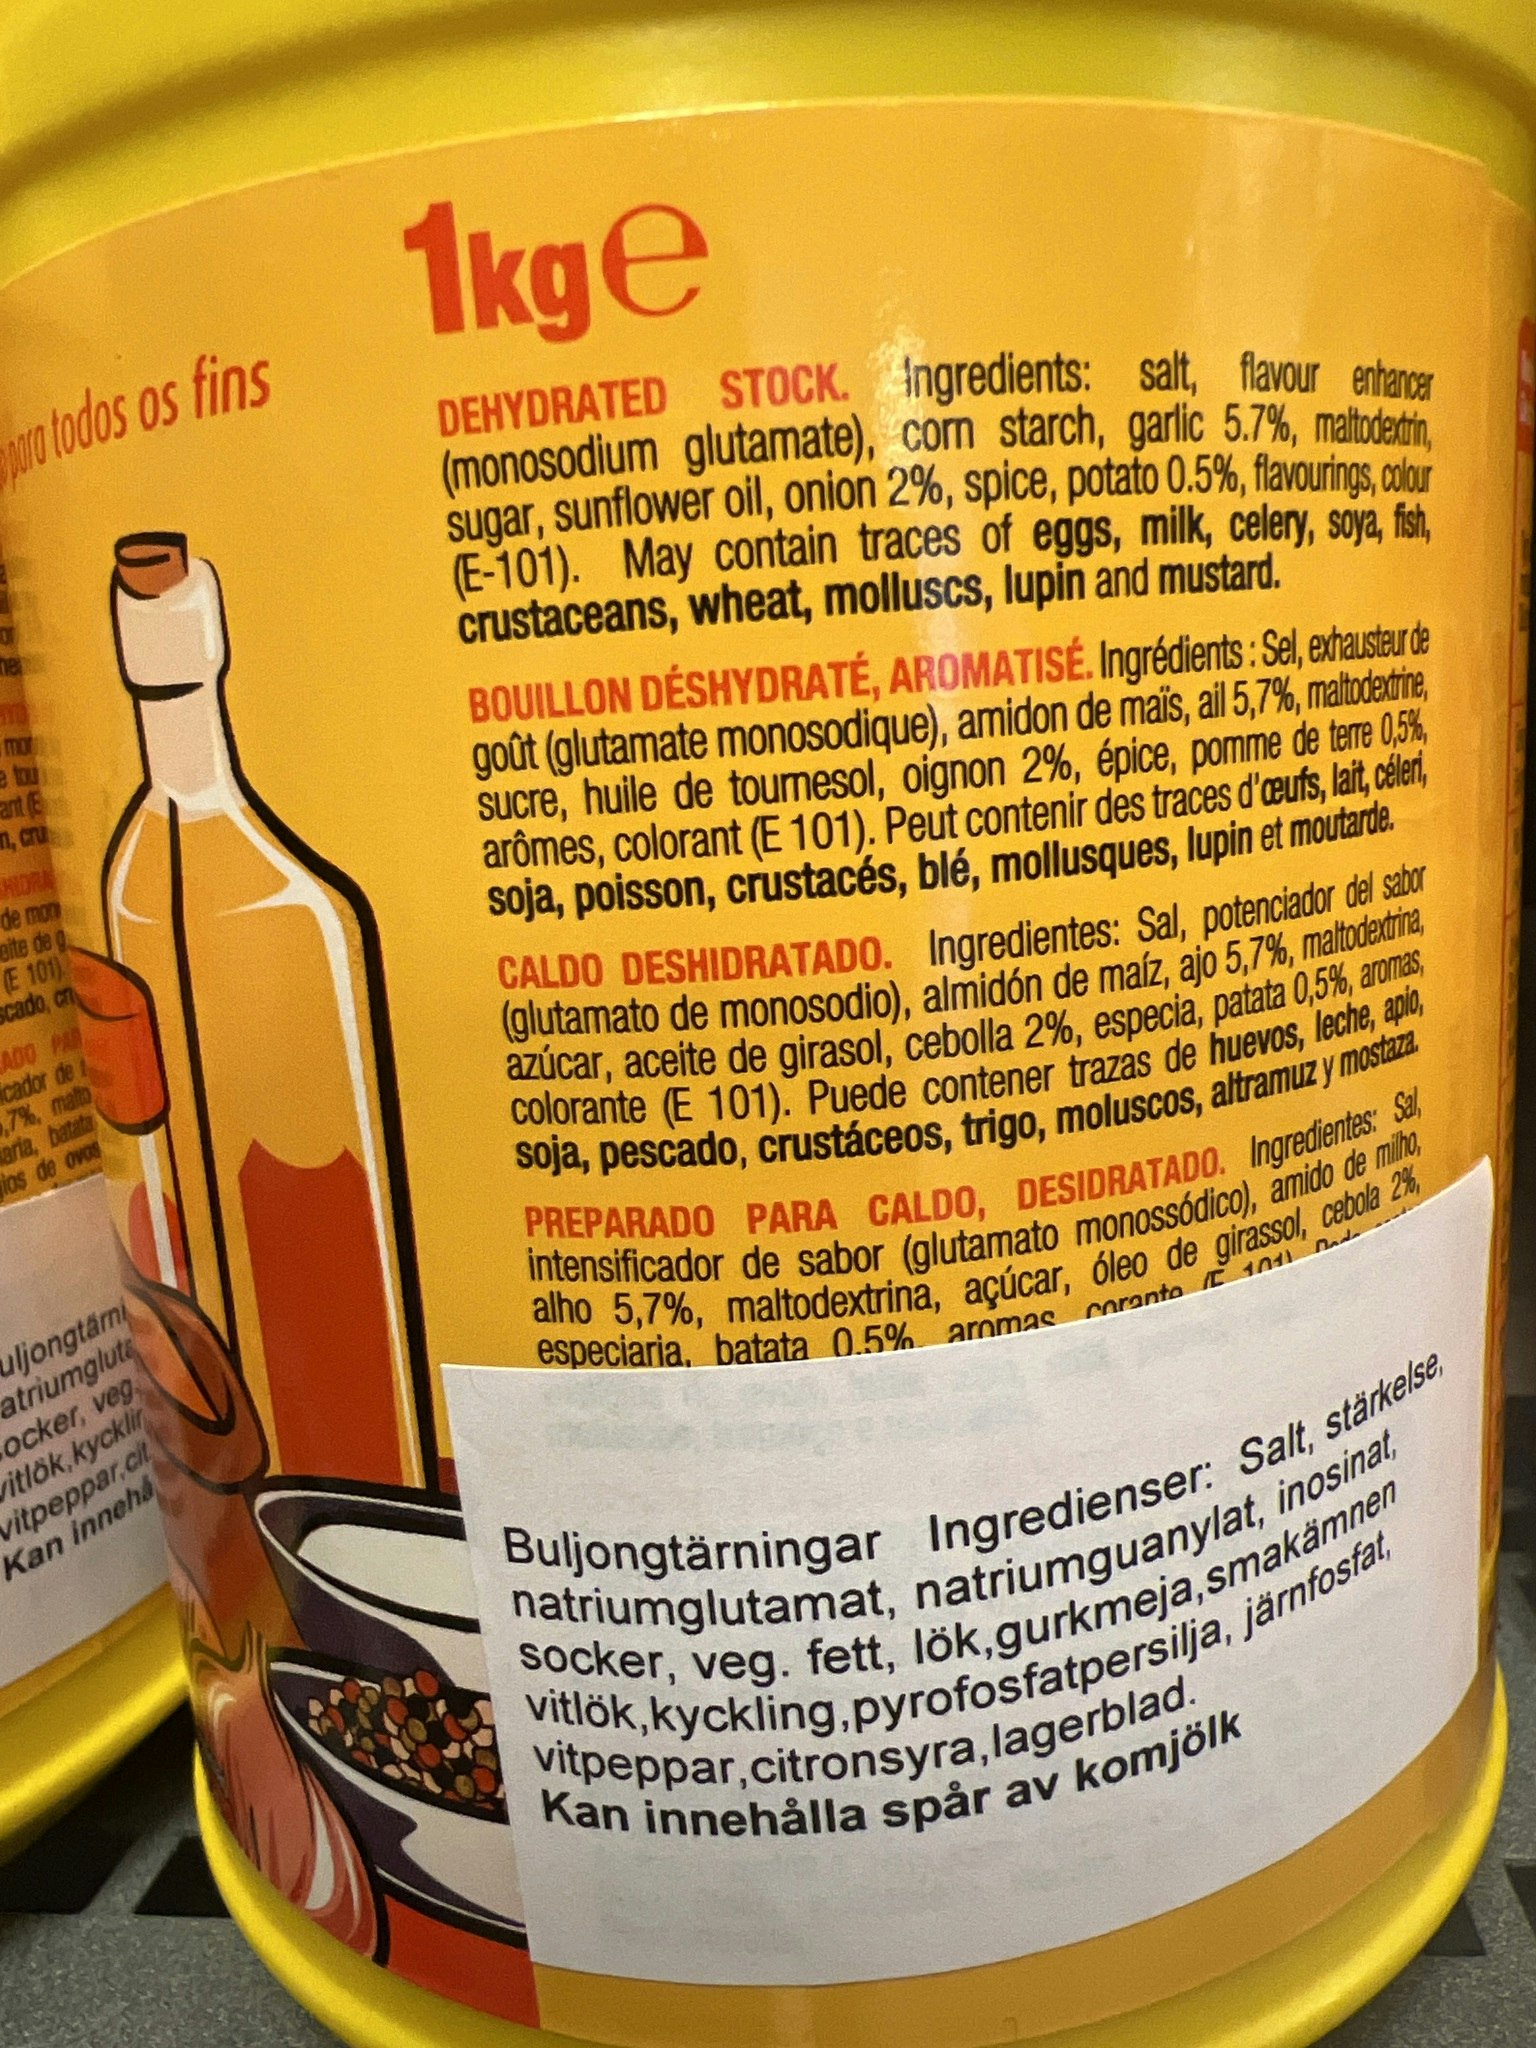 1kg e
para todos os fins
DEHYDRATED STOCK. Ingredients: salt, flavour enhancer
(monosodium glutamate), corn starch, garlic 5.7%, maltodextrin,
sugar, sunflower oil, onion 2%, spice, potato 0.5%, flavourings, colour
(E-101). May contain traces of eggs, milk, celery, soya, fish,
crustaceans, wheat, molluscs, lupin and mustard.
BOUILLON DÉSHYDRATÉ, AROMATISÉ. Ingrédients : Sel, exhausteur de
goût (glutamate monosodique), amidon de maïs, ail 5,7%, maltodextrine,
sucre, huile de tournesol, oignon 2%, épice, pomme de terre 0,5%,
arômes, colorant (E 101). Peut contenir des traces d'œufs, lait, céleri,
soja, poisson, crustacés, blé, mollusques, lupin et moutarde.
CALDO DESHIDRATADO. Ingredientes: Sal, potenciador del sabor
(glutamato de monosodio), almidón de maíz, ajo 5,7%, maltodextrina,
azúcar, aceite de girasol, cebolla 2%, especia, patata 0,5%, aromas,
colorante (E 101). Puede contener trazas de huevos, leche, apio,
soja, pescado, crustáceos, trigo, moluscos, altramuz y mostaza.
PREPARADO PARA CALDO, DESIDRATADO. Ingredientes: Sal,
intensificador de sabor (glutamato monossódico), amido de milho,
alho 5,7%, maltodextrina, açúcar, óleo de girassol, cebola 2%,
especiaria, batata 0,5%, aromas, corante (E 101).
Buljongtärningar Ingredienser: Salt, stärkelse,
natriumglutamat, natriumguanylat, inosinat,
socker, veg. fett, lök,gurkmeja,smakämnen
vitlök,kyckling,pyrofosfatpersilja, järnfosfat,
vitpeppar,citronsyra,lagerblad.
Kan innehålla spår av komjölk